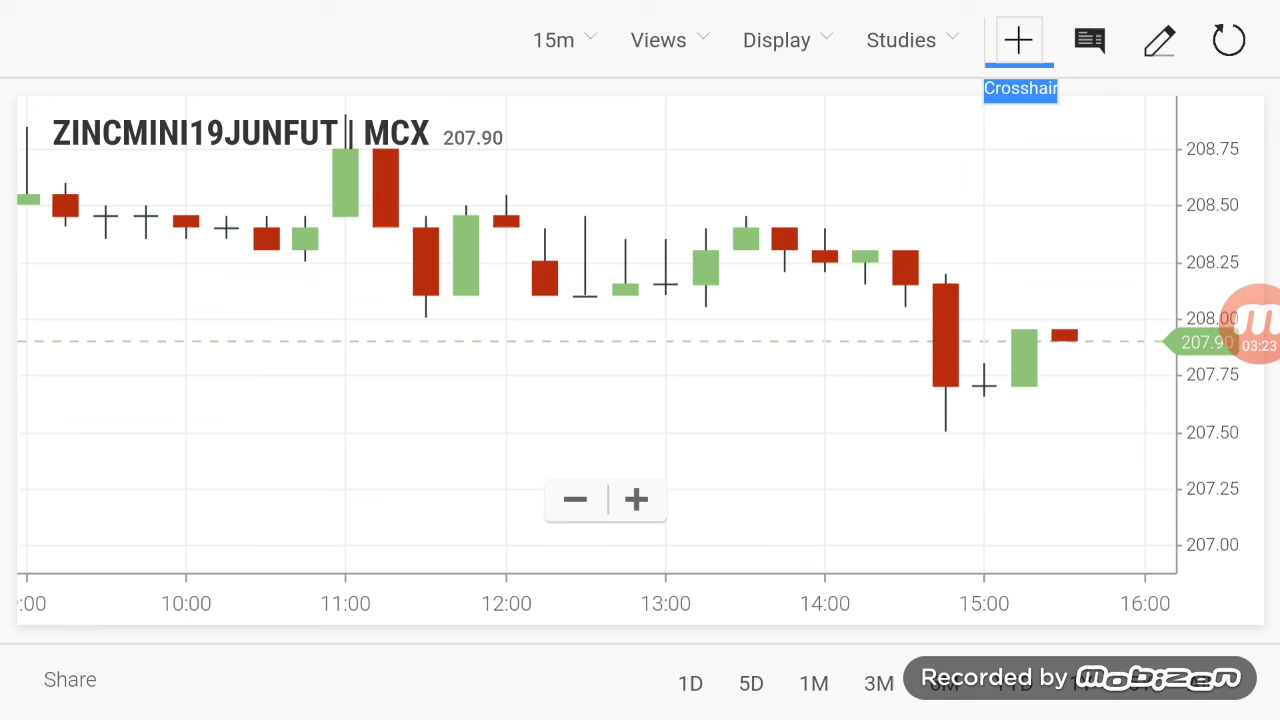 15m Views Display Studies
Crosshair
ZINCMINI19JUNFUT | MCX 207.90
208.75
208.50
208.25
208.00
207.90
03:23
207.75
207.50
207.25
207.00
:00 10:00 11:00 12:00 13:00 14:00 15:00 16:00
Share 1D 5D 1M 3M
Recorded by mobizen